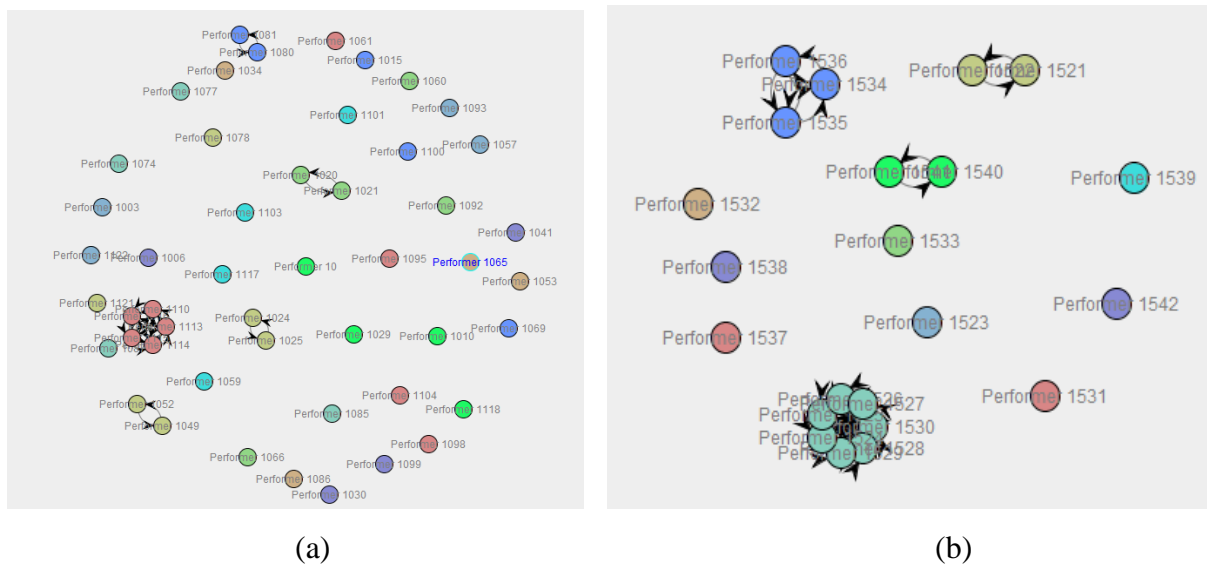 Performer 1081
Performer 1080
Performer 1061
Performer 1034
Performer 1015
Performer 1077
Performer 1060
Performer 1093
Performer 1101
Performer 1078
Performer 1057
Performer 1100
Performer 1074
Performer 1020
Performer 1021
Performer 1003
Performer 1103
Performer 1092
Performer 1041
Performer 1122
Performer 1006
Performer 1095
Performer 1065
Performer 10
Performer 1117
Performer 1053
Performer 1121
Performer 1110
Performer 1024
Performer 1113
Performer 1069
Performer 1029
Performer 1010
Performer 1025
Performer 1114
Performer 1059
Performer 1104
Performer 1052
Performer 1118
Performer 1085
Performer 1049
Performer 1098
Performer 1066
Performer 1099
Performer 1086
Performer 1030
(a)
Performer 1536
Performer 1534
Performer 1535
Performer 1522
1521
1540
Performer 1539
Performer 1532
Performer 1533
Performer 1538
Performer 1542
Performer 1523
Performer 1537
Performer 1531
1527
1530
1528
(b)